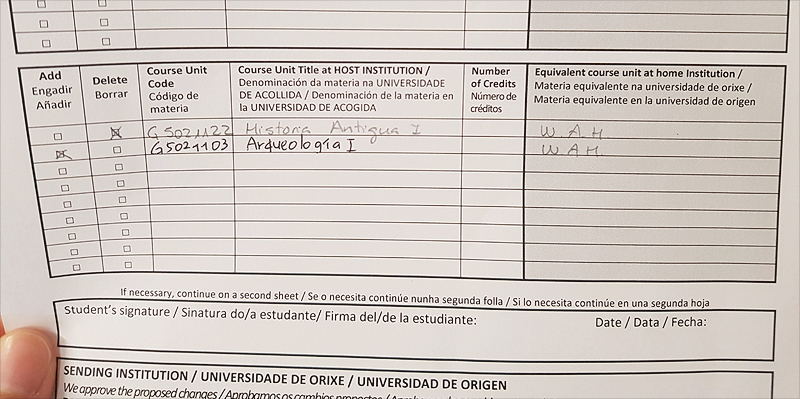 Add
Engadir
Añadir
Delete
Borrar
Course Unit
Code
Código de
materia
Course Unit Title at HOST INSTITUTION /
Denominación da materia na UNIVERSIDADE
DE ACOLLIDA / Denominación de la materia en
la UNIVERSIDAD DE ACOGIDA
Number
of Credits
Número de
créditos
Equivalent course unit at home Institution /
Materia equivalente na universidade de orixe /
Materia equivalente en la universidad de origen
G5021122 Historia Antigua I W.A.H.
G5021103 Arqueología I W A H.
If necessary, continue on a second sheet / Se o necesita continúe nunha segunda folla / Si lo necesita continúe en una segunda hoja
Student's signature / Sinatura do/a estudante/ Firma del/de la estudiante: Date / Data / Fecha:
SENDING INSTITUTION / UNIVERSIDADE DE ORIXE / UNIVERSIDAD DE ORIGEN
We approve the proposed changes / Aprobamos os cambios propostos /